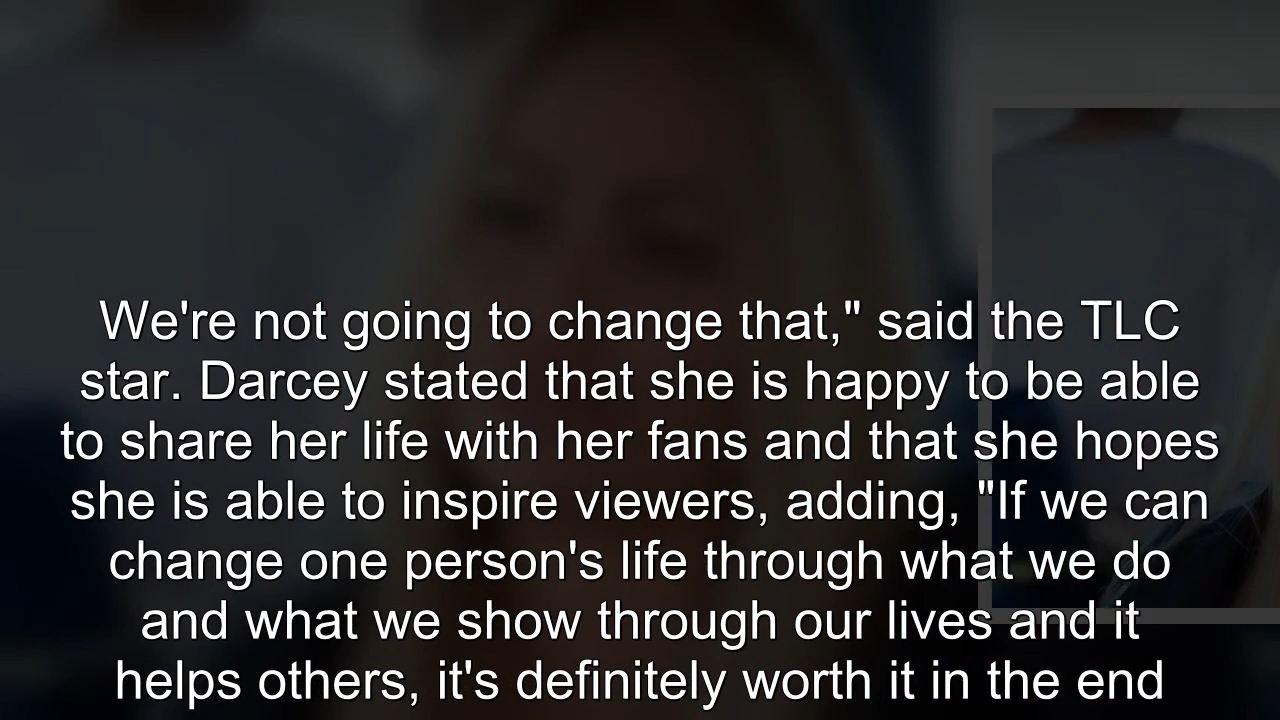 We're not going to change that," said the TLC
star. Darcey stated that she is happy to be able
to share her life with her fans and that she hopes
she is able to inspire viewers, adding, "If we can
change one person's life through what we do
and what we show through our lives and it
helps others, it's definitely worth it in the end